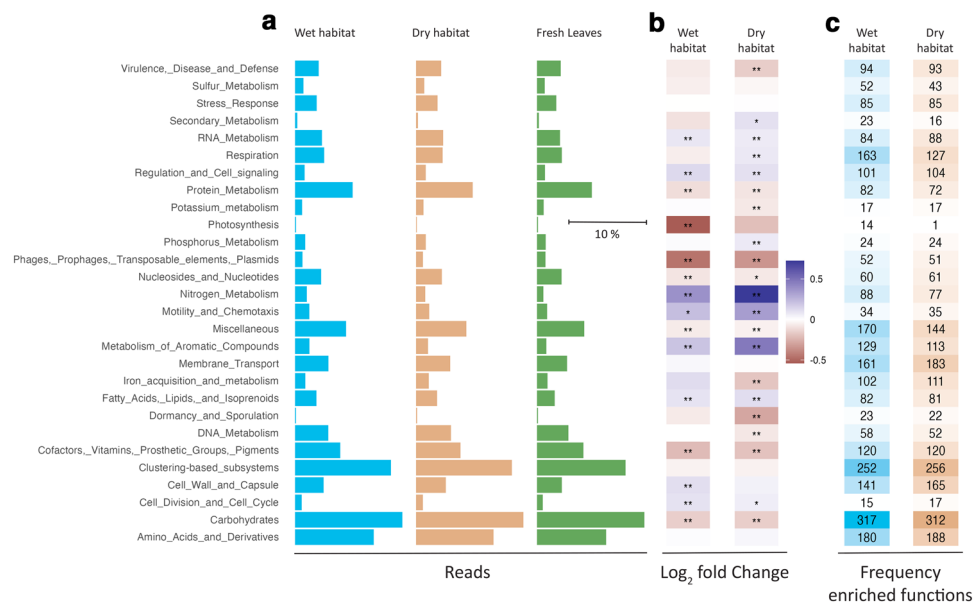 a
b
c
Wet habitat Dry habitat Fresh Leaves
Wet Dry Wet Dry
habitat habitat habitat habitat
Virulence,_Disease_and_Defense ** 94 93
Sulfur_Metabolism 52 43
Stress_Response 85 85
Secondary_Metabolism * 23 16
RNA_Metabolism ** ** 84 88
Respiration ** 163 127
Regulation_and_Cell_signaling ** ** 101 104
Protein_Metabolism ** ** 82 72
Potassium_metabolism ** 17 17
Photosynthesis ** 14 1
10 %
Phosphorus_Metabolism ** 24 24
Phages,_Prophages,_Transposable_elements,_Plasmids ** ** 52 51
Nucleosides_and_Nucleotides ** * 60 61
0.5
Nitrogen_Metabolism ** ** 88 77
Motility_and_Chemotaxis * ** 34 35
0
Miscellaneous ** ** 170 144
Metabolism_of_Aromatic_Compounds ** ** 129 113
-0.5
Membrane_Transport 161 183
Iron_acquisition_and_metabolism ** 102 111
Fatty_Acids,_Lipids,_and_Isoprenoids ** ** 82 81
Dormancy_and_Sporulation ** 23 22
DNA_Metabolism ** 58 52
Cofactors,_Vitamins,_Prosthetic_Groups,_Pigments ** ** 120 120
Clustering-based_subsystems 252 256
Cell_Wall_and_Capsule ** 141 165
Cell_Division_and_Cell_Cycle ** * 15 17
Carbohydrates ** ** 317 312
Amino_Acids_and_Derivatives 180 188
Reads Log2 fold Change Frequency
enriched functions